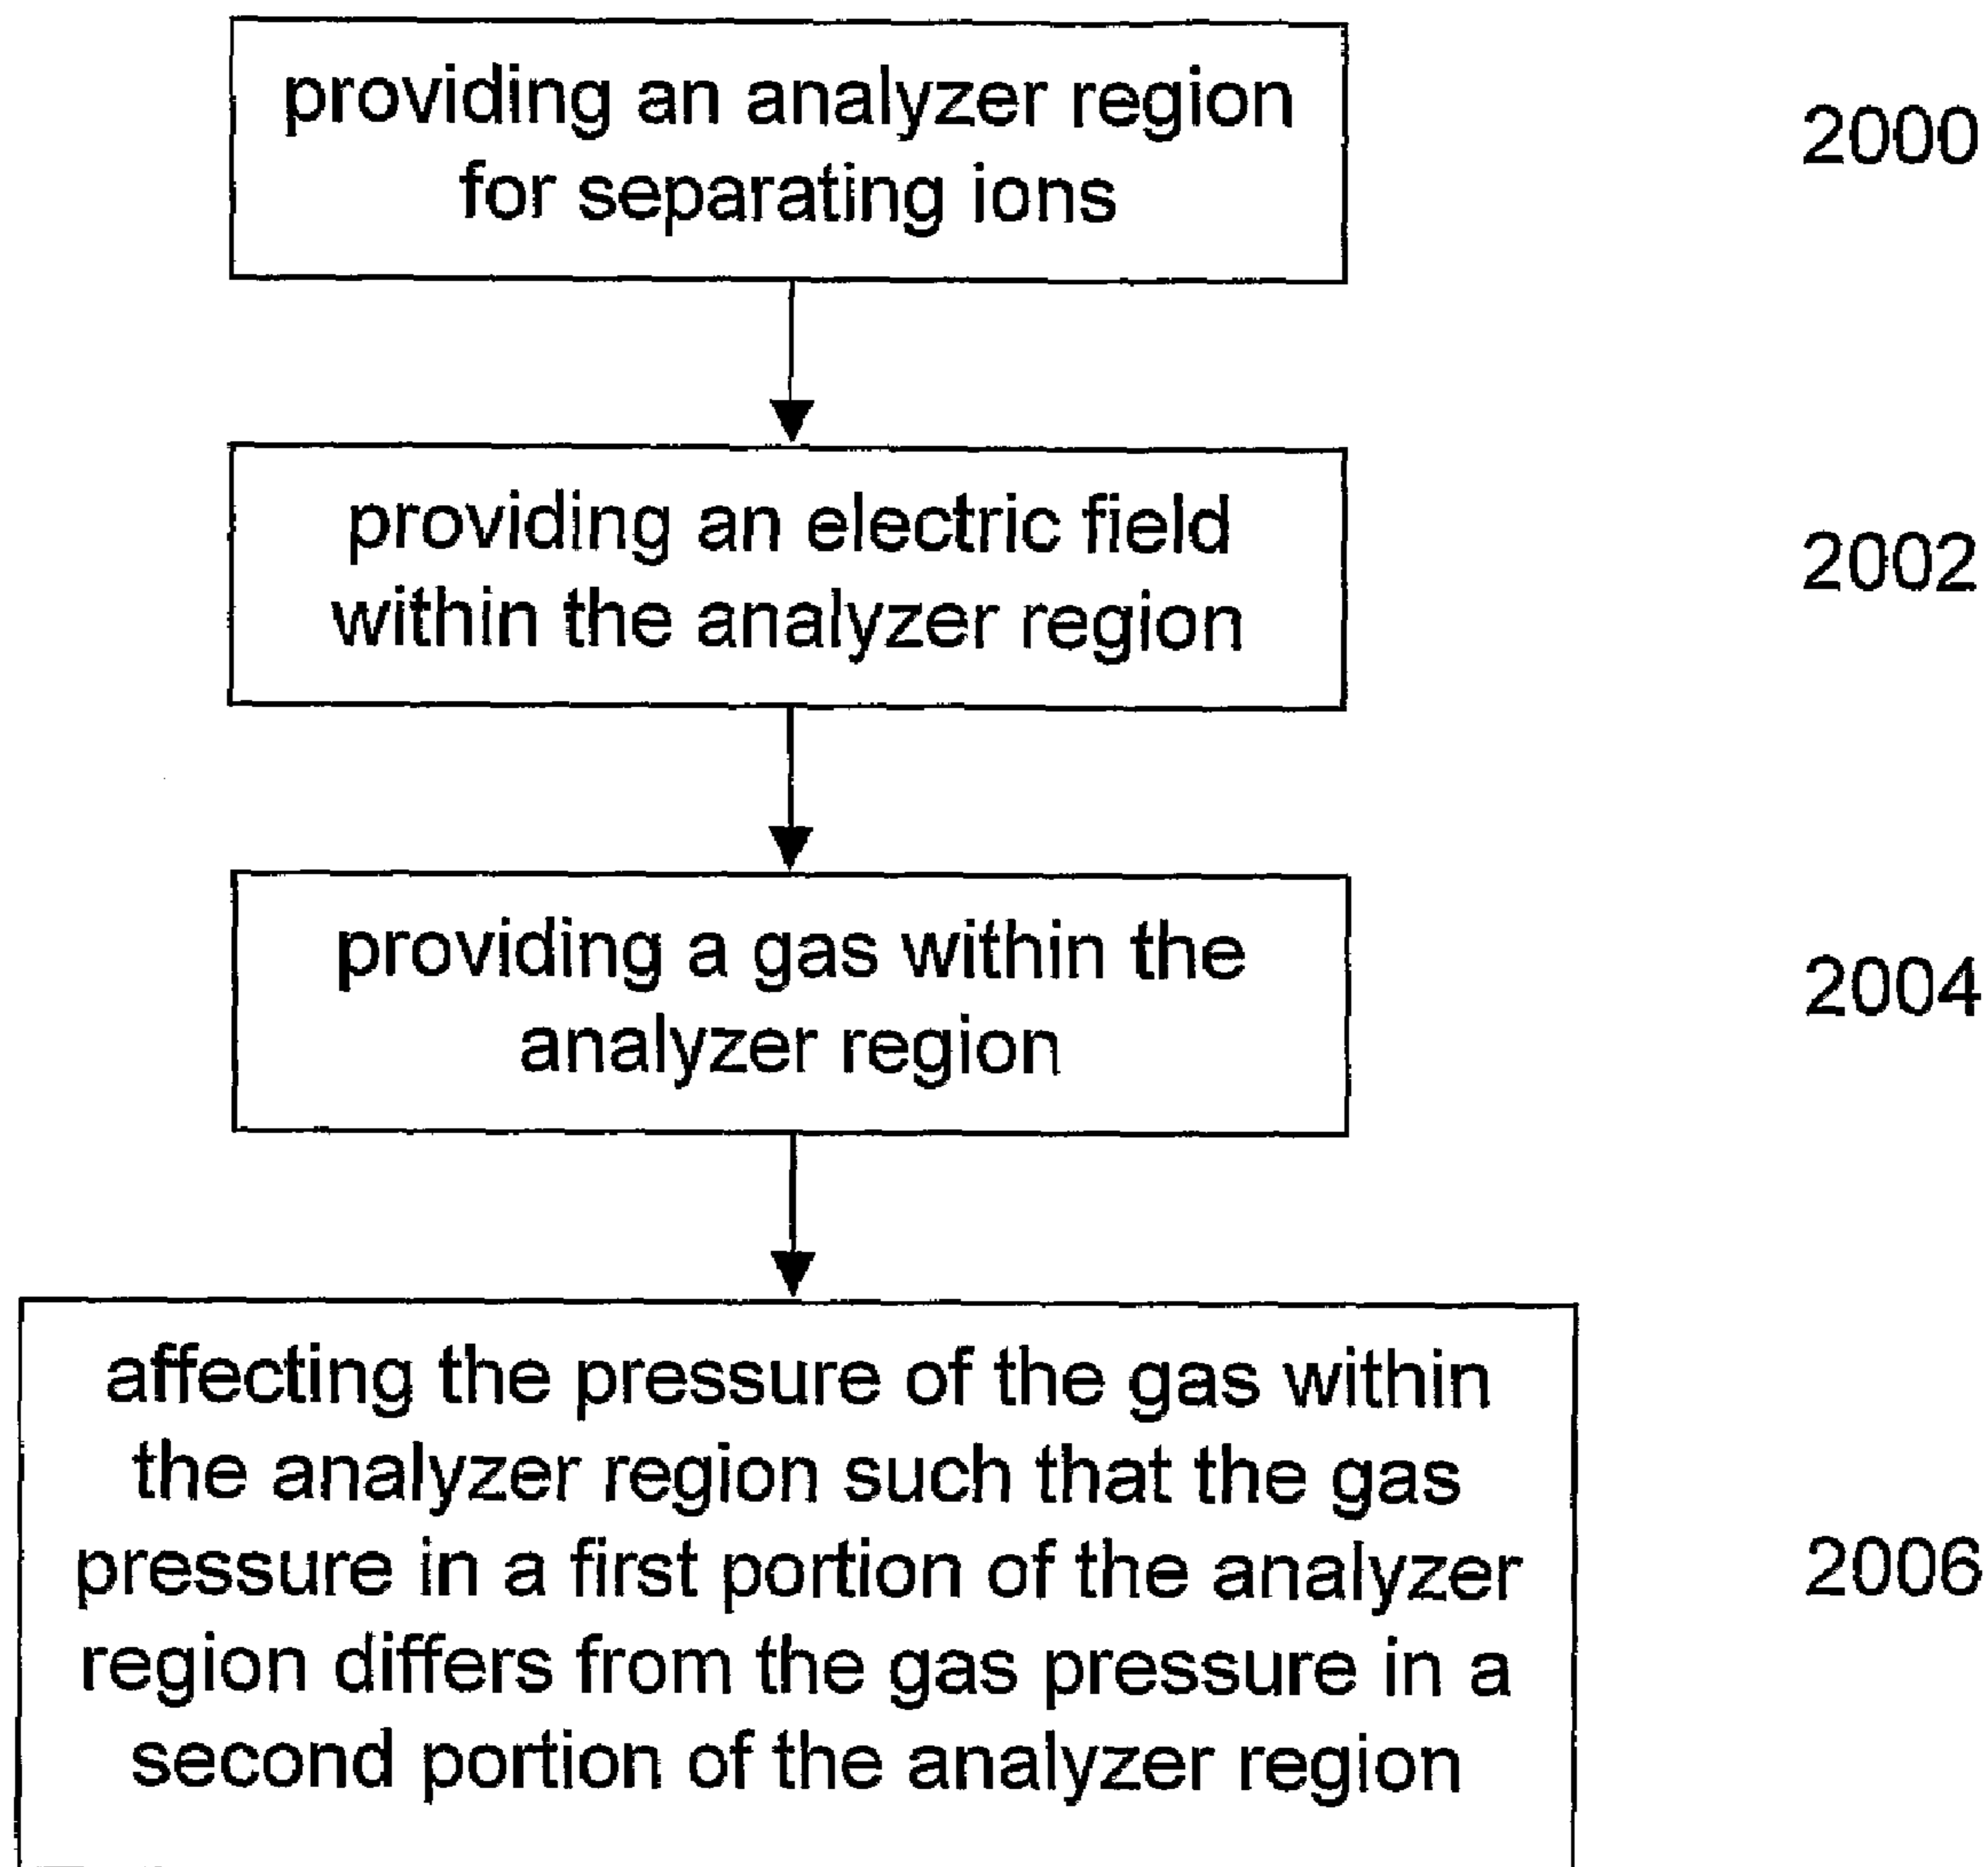 providing an analyzer region
for separating ions
2000
providing an electric field
within the analyzer region
2002
providing a gas within the
analyzer region
2004
affecting the pressure of the gas within
the analyzer region such that the gas
pressure in a first portion of the analyzer
region differs from the gas pressure in a
second portion of the analyzer region
2006